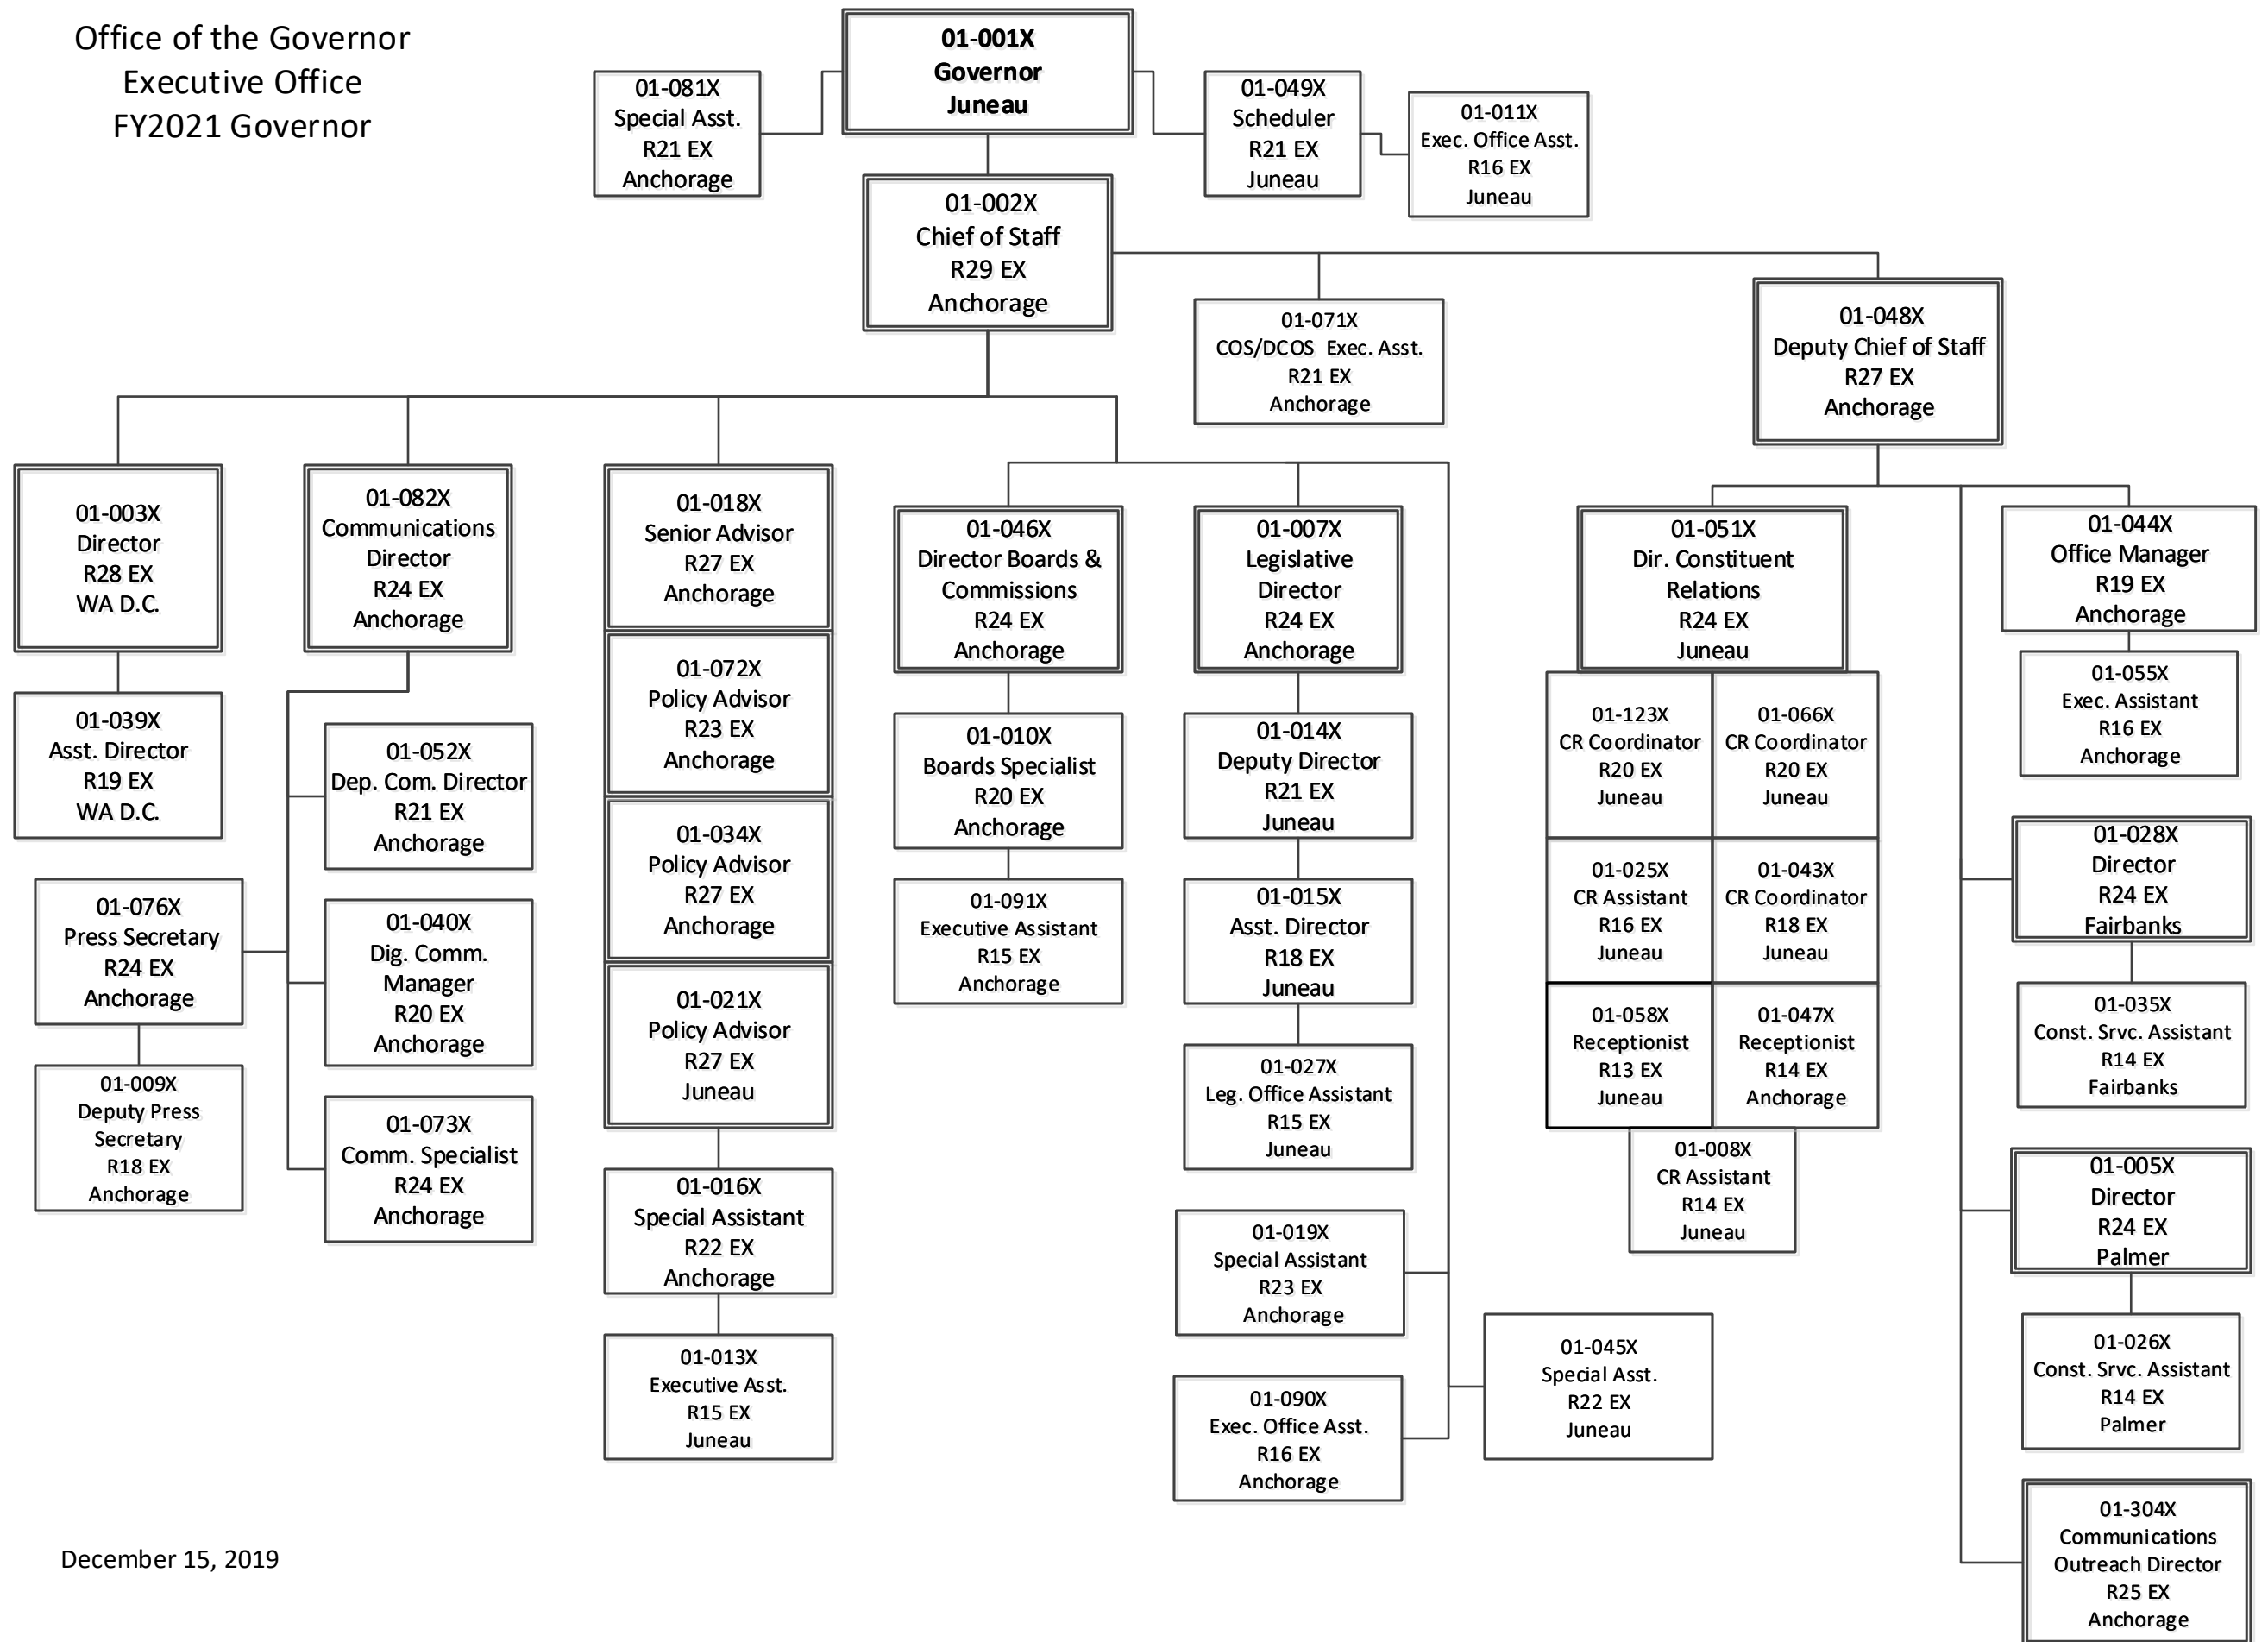 Office of the Governor
Executive Office
FY2021 Governor
01-001X
Governor
Juneau
01-081X
Special Asst.
R21 EX
Anchorage
01-049X
Scheduler
R21 EX
Juneau
01-011X
Exec. Office Asst.
R16 EX
Juneau
01-002X
Chief of Staff
R29 EX
Anchorage
01-071X
COS/DCOS  Exec. Asst.
R21 EX
Anchorage
01-048X
Deputy Chief of Staff
R27 EX
Anchorage
01-003X
Director
R28 EX
WA D.C.
01-039X
Asst. Director
R19 EX
WA D.C.
01-082X
Communications
Director
R24 EX
Anchorage
01-052X
Dep. Com. Director
R21 EX
Anchorage
01-076X
Press Secretary
R24 EX
Anchorage
01-040X
Dig. Comm.
Manager
R20 EX
Anchorage
01-009X
Deputy Press
Secretary
R18 EX
Anchorage
01-073X
Comm. Specialist
R24 EX
Anchorage
01-018X
Senior Advisor
R27 EX
Anchorage
01-072X
Policy Advisor
R23 EX
Anchorage
01-034X
Policy Advisor
R27 EX
Anchorage
01-021X
Policy Advisor
R27 EX
Juneau
01-016X
Special Assistant
R22 EX
Anchorage
01-013X
Executive Asst.
R15 EX
Juneau
01-046X
Director Boards &
Commissions
R24 EX
Anchorage
01-010X
Boards Specialist
R20 EX
Anchorage
01-091X
Executive Assistant
R15 EX
Anchorage
01-007X
Legislative
Director
R24 EX
Anchorage
01-014X
Deputy Director
R21 EX
Juneau
01-015X
Asst. Director
R18 EX
Juneau
01-027X
Leg. Office Assistant
R15 EX
Juneau
01-019X
Special Assistant
R23 EX
Anchorage
01-090X
Exec. Office Asst.
R16 EX
Anchorage
01-045X
Special Asst.
R22 EX
Juneau
01-051X
Dir. Constituent
Relations
R24 EX
Juneau
01-123X
CR Coordinator
R20 EX
Juneau
01-066X
CR Coordinator
R20 EX
Juneau
01-025X
CR Assistant
R16 EX
Juneau
01-043X
CR Coordinator
R18 EX
Juneau
01-058X
Receptionist
R13 EX
Juneau
01-047X
Receptionist
R14 EX
Anchorage
01-008X
CR Assistant
R14 EX
Juneau
01-044X
Office Manager
R19 EX
Anchorage
01-055X
Exec. Assistant
R16 EX
Anchorage
01-028X
Director
R24 EX
Fairbanks
01-035X
Const. Srvc. Assistant
R14 EX
Fairbanks
01-005X
Director
R24 EX
Palmer
01-026X
Const. Srvc. Assistant
R14 EX
Palmer
01-304X
Communications
Outreach Director
R25 EX
Anchorage
December 15, 2019